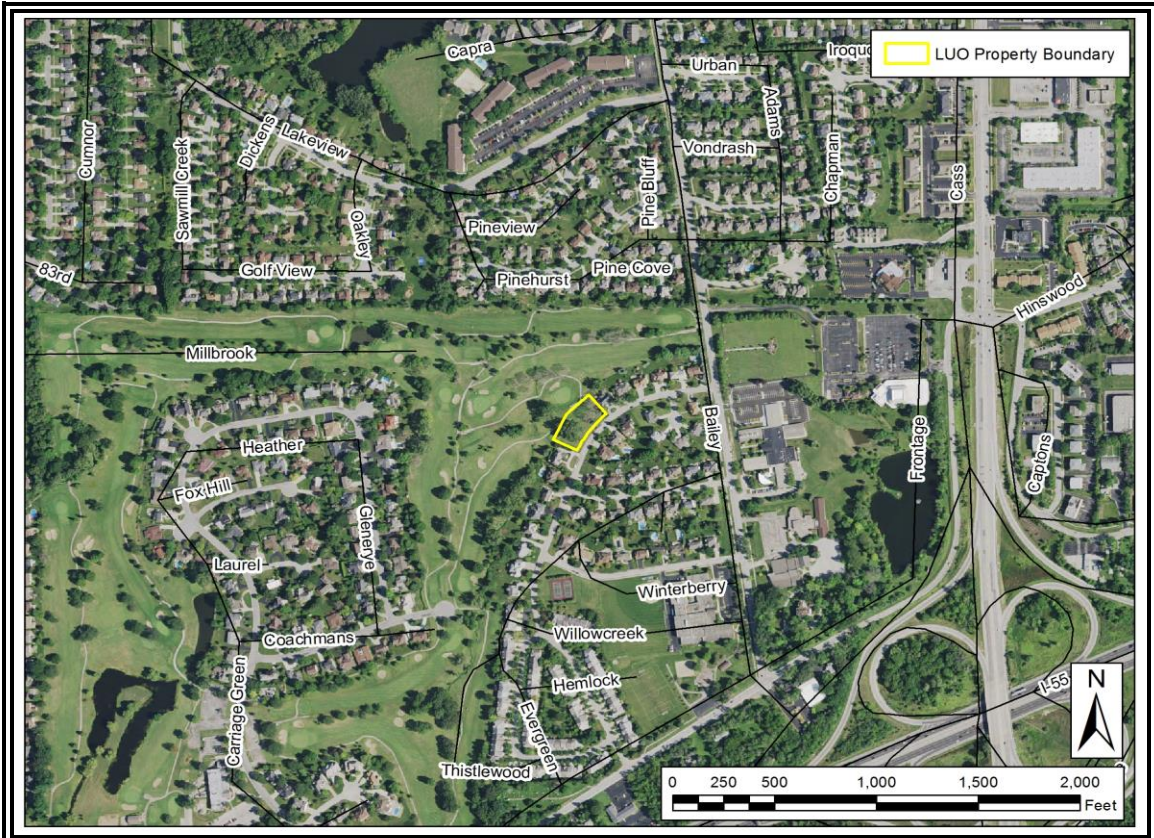 Capra
Iroquo
LUO Property Boundary
Urban
Adams
Cumnor
Sawmill Creek
Dickens
Lakeview
Vondrash
Chapman
Cass
Pine Bluff
Oakley
Pineview
83rd
Golf View
Pinehurst
Pine Cove
Hinswood
Millbrook
Bailey
Frontage
Captons
Heather
Fox Hill
Glenerye
Laurel
Winterberry
Coachmans
Willowcreek
Carriage Green
Hemlock
Evergreen
Thistlewood
I-55
N
0 250 500 1,000 1,500 2,000
Feet